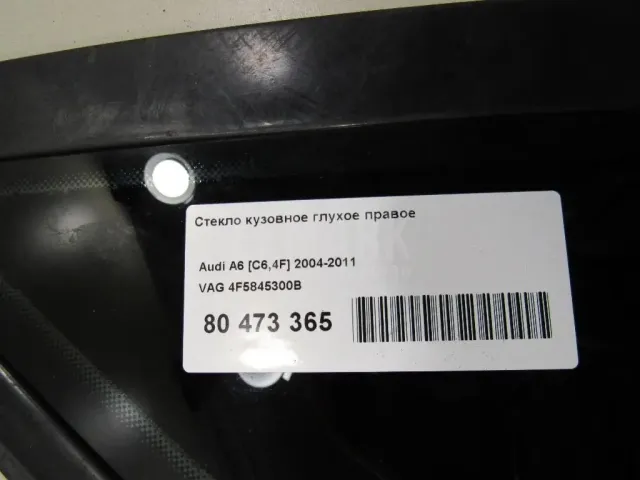 Стекло кузовное глухое правое
Audi A6 [C6,4F] 2004-2011
VAG 4F5845300B
80 473 365